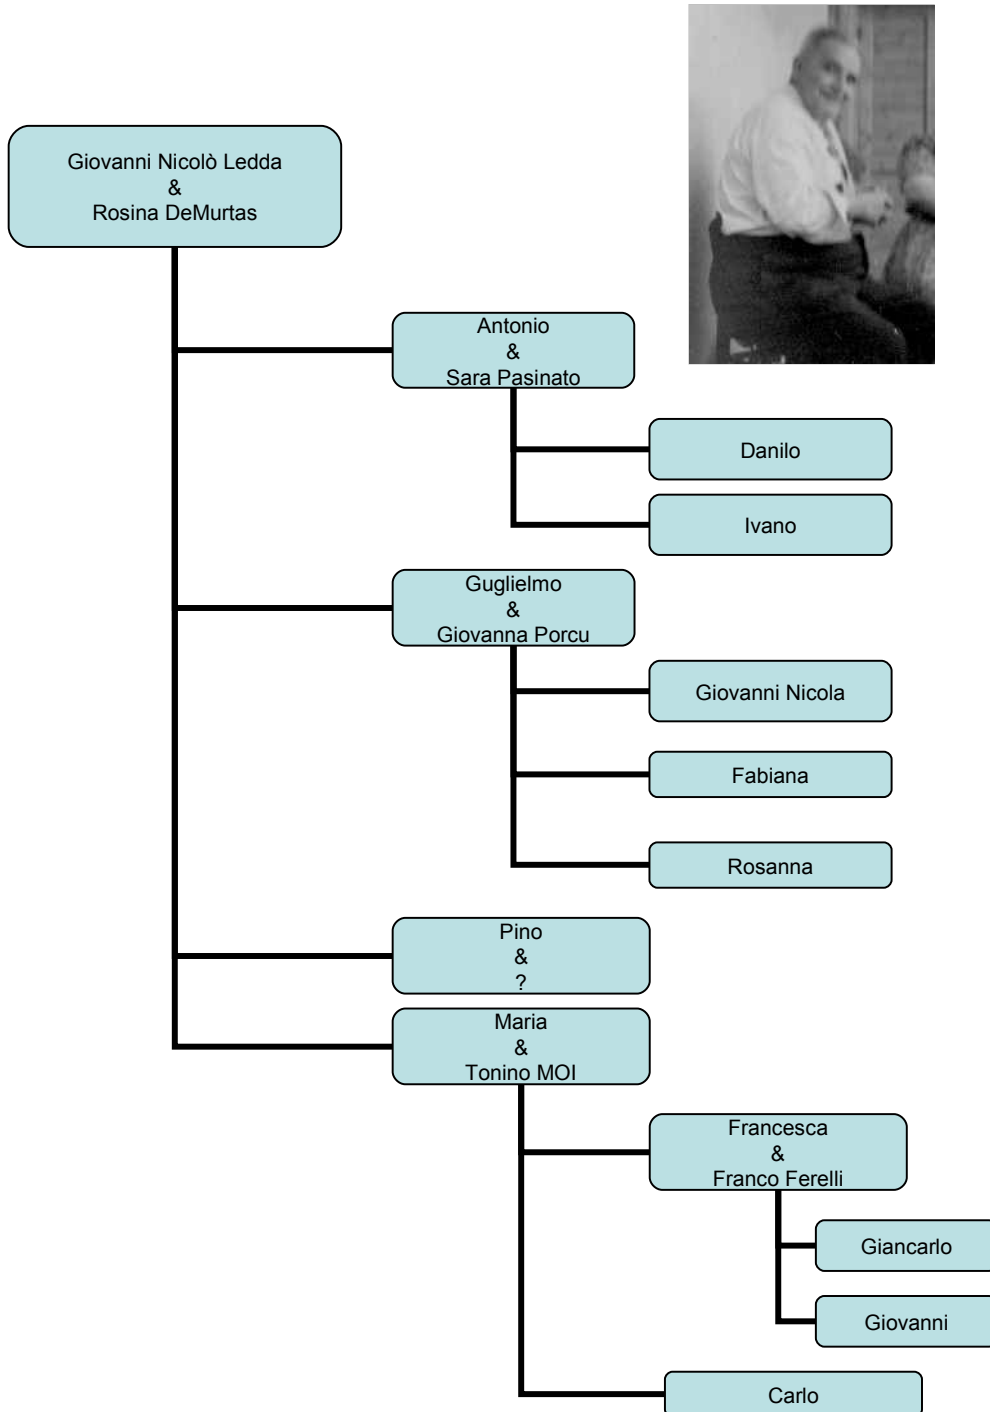 Giovanni Nicolò Ledda
&
Rosina DeMurtas
Antonio
&
Sara Pasinato
Danilo
Ivano
Guglielmo
&
Giovanna Porcu
Giovanni Nicola
Fabiana
Rosanna
Pino
&
?
Maria
&
Tonino MOI
Francesca
&
Franco Ferelli
Giancarlo
Giovanni
Carlo